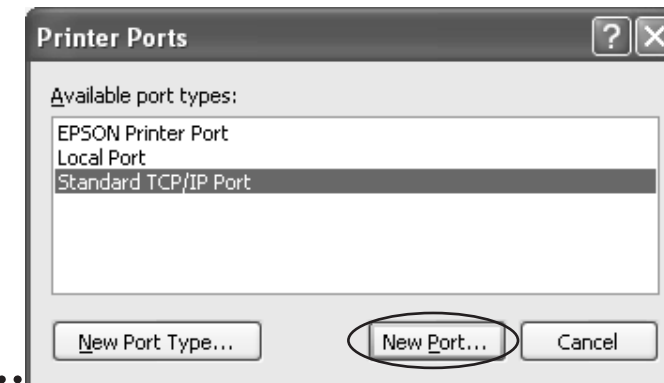 Printer Ports
Available port types:
EPSON Printer Port
Local Port
Standard TCP/IP Port
New Port Type... New Port... Cancel